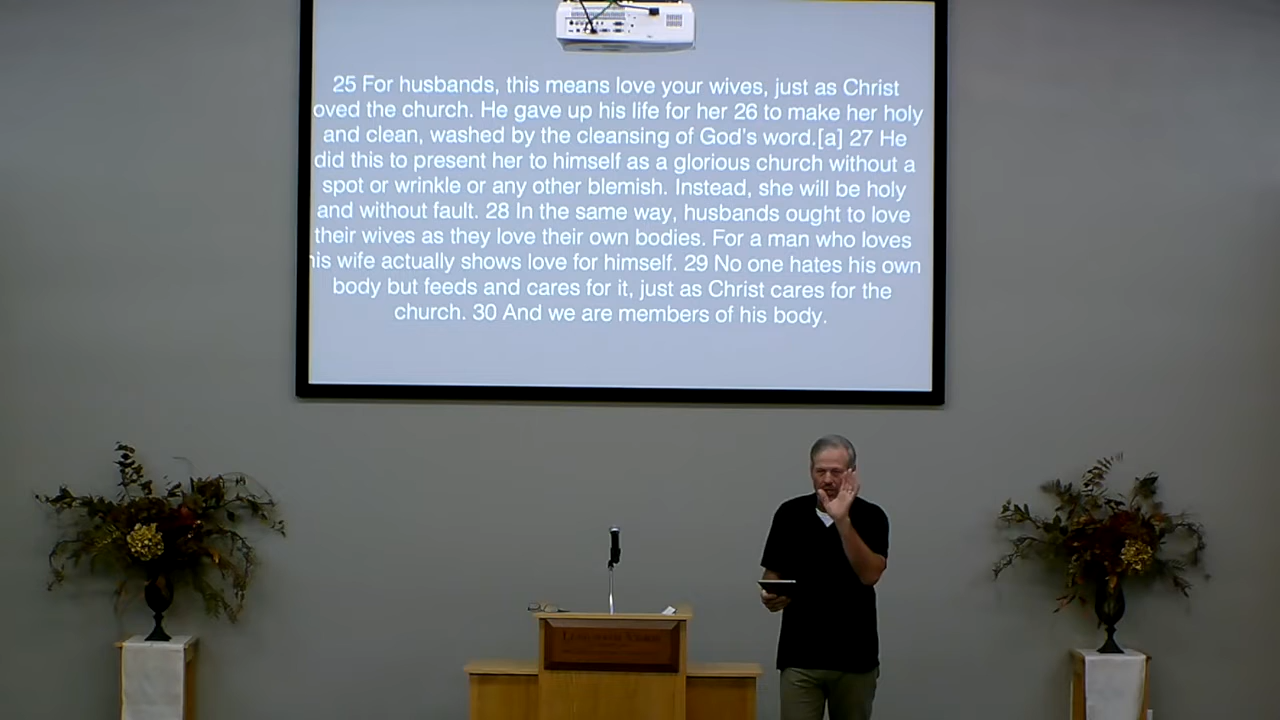 25 For husbands, this means love your wives, just as Christ
oved the church. He gave up his life for her 26 to make her holy
and clean, washed by the cleansing of God's word.[a] 27 He
did this to present her to himself as a glorious church without a
spot or wrinkle or any other blemish. Instead, she will be holy
and without fault. 28 In the same way, husbands ought to love
their wives as they love their own bodies. For a man who loves
his wife actually shows love for himself. 29 No one hates his own
body but feeds and cares for it, just as Christ cares for the
church. 30 And we are members of his body.